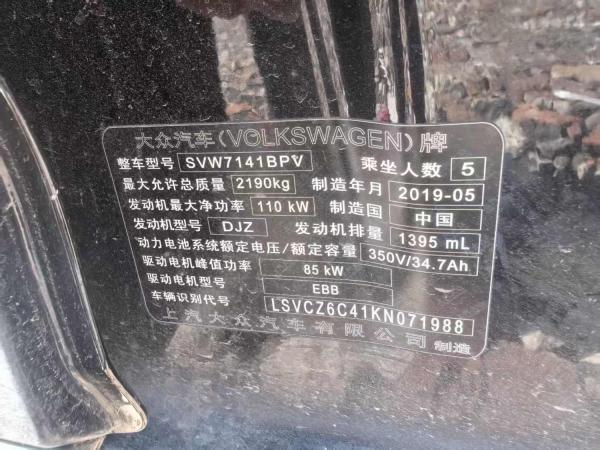 大众汽车(VOLKSWAGEN)牌
整车型号 SVW7141BPV 乘坐人数 5
最大允许总质量 2190kg 制造年月 2019-05
发动机最大净功率 110 kW 制造国 中国
发动机型号 DJZ 发动机排量 1395 mL
动力电池系统额定电压/额定容量 350V/34.7Ah
驱动电机峰值功率 85 kW
驱动电机型号 EBB
车辆识别代号 LSVCZ6C41KN071988
上汽大众汽车有限公司 制造